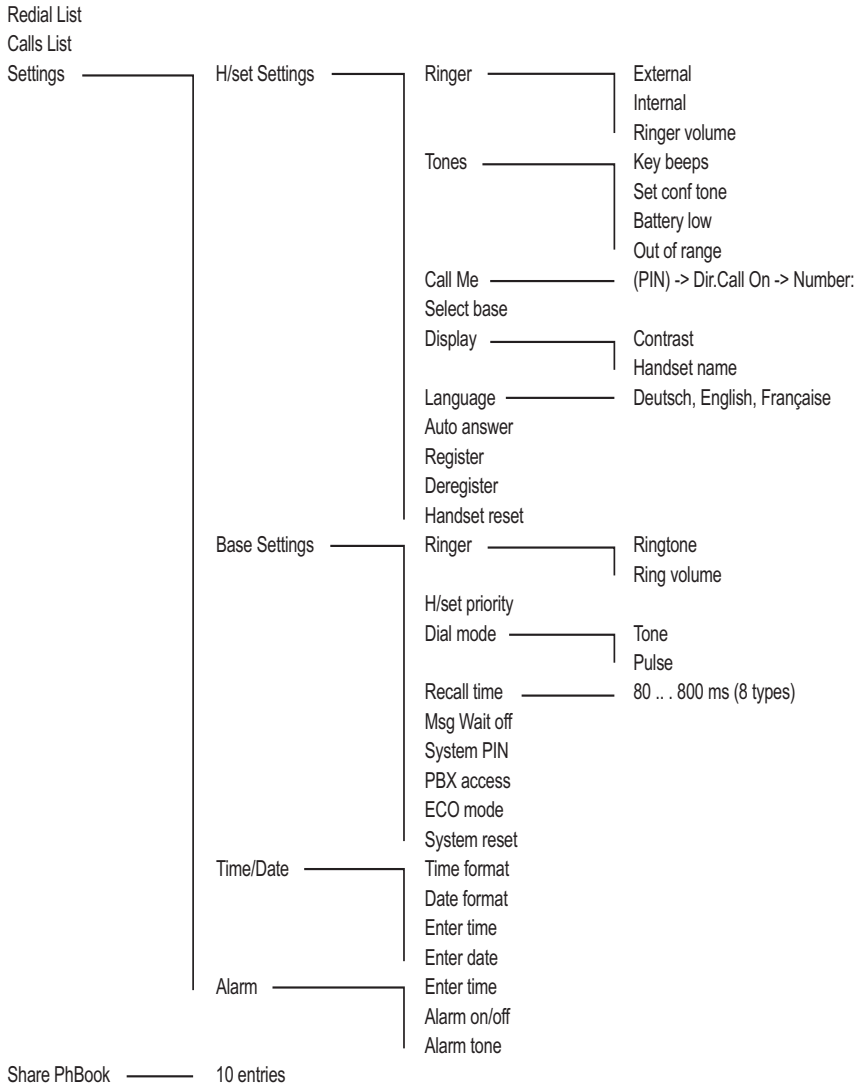 Redial List
Calls List
Settings H/set Settings Ringer External
Internal
Ringer volume
Tones Key beeps
Set conf tone
Battery low
Out of range
Call Me (PIN) -> Dir.Call On -> Number:
Select base
Display Contrast
Handset name
Language Deutsch, English, Française
Auto answer
Register
Deregister
Handset reset
Base Settings Ringer Ringtone
Ring volume
H/set priority
Dial mode Tone
Pulse
Recall time 80 .. . 800 ms (8 types)
Msg Wait off
System PIN
PBX access
ECO mode
System reset
Time/Date Time format
Date format
Enter time
Enter date
Alarm Enter time
Alarm on/off
Alarm tone
Share PhBook 10 entries